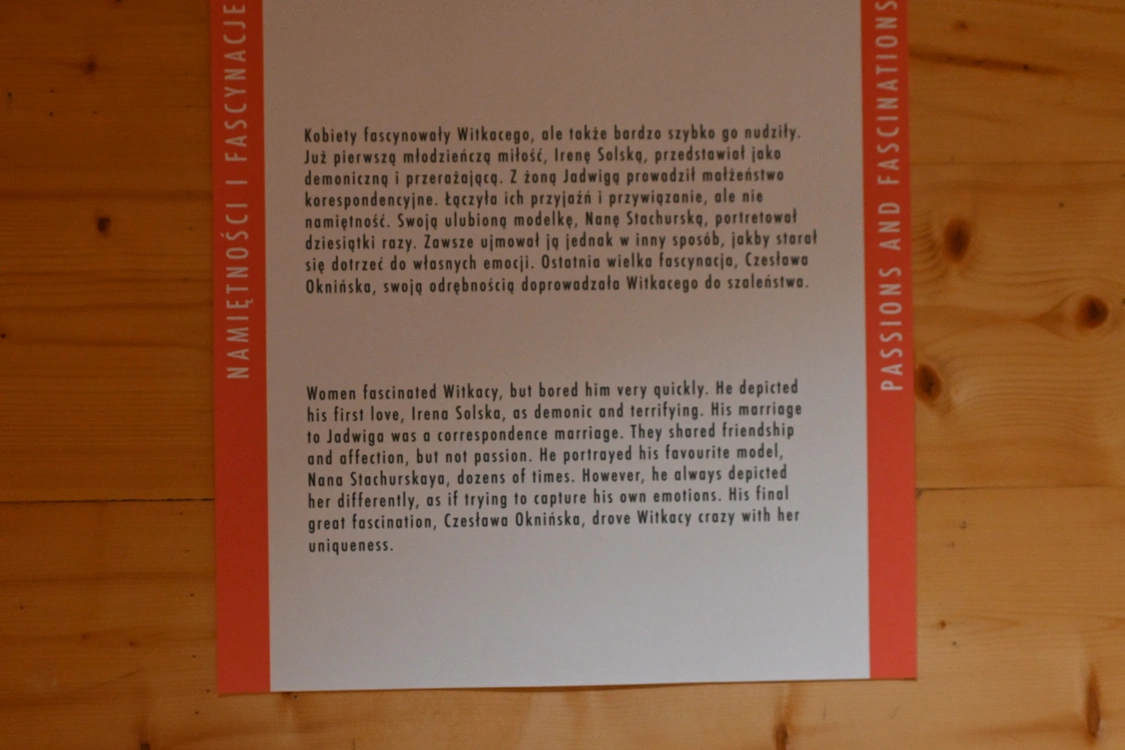 NAMIĘTNOŚCI I FASCYNACJE
Kobiety fascynowały Witkacego, ale także bardzo szybko go nudziły.
Już pierwszą młodzieńczą miłość, Irenę Solską, przedstawiał jako
demoniczną i przerażającą. Z żoną Jadwigą prowadził małżeństwo
korespondencyjne. Łączyła ich przyjaźń i przywiązanie, ale nie
namiętność. Swoją ulubioną modelkę, Nanę Stachurską, portretował
dziesiątki razy. Zawsze ujmował ją jednak w inny sposób, jakby starał
się dotrzeć do własnych emocji. Ostatnia wielka fascynacja, Czesława
Oknińska, swoją odrębnością doprowadzała Witkacego do szaleństwa.
Women fascinated Witkacy, but bored him very quickly. He depicted
his first love, Irena Solska, as demonic and terrifying. His marriage
to Jadwiga was a correspondence marriage. They shared friendship
and affection, but not passion. He portrayed his favourite model,
Nana Stachurskaya, dozens of times. However, he always depicted
her differently, as if trying to capture his own emotions. His final
great fascination, Czesława Oknińska, drove Witkacy crazy with her
uniqueness.
PASSIONS AND FASCINATIONS